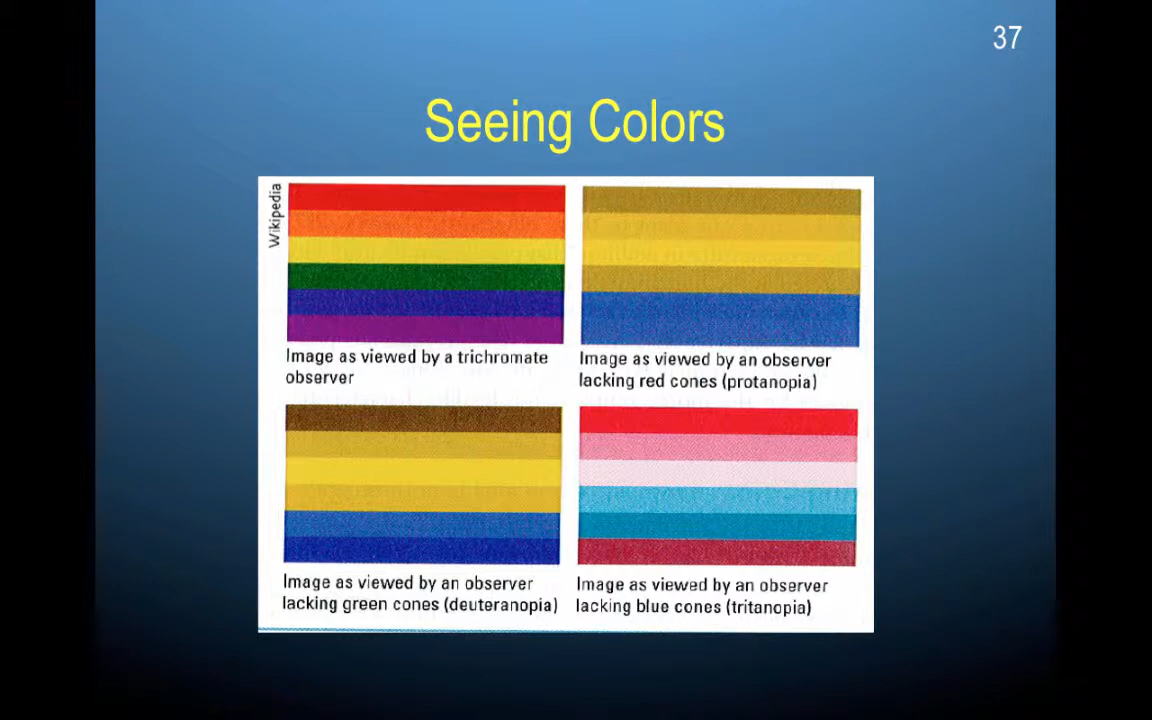 37
Seeing Colors
Wikipedia
Image as viewed by a trichromate
observer
Image as viewed by an observer
lacking red cones (protanopia)
Image as viewed by an observer
lacking green cones (deuteranopia)
Image as viewed by an observer
lacking blue cones (tritanopia)